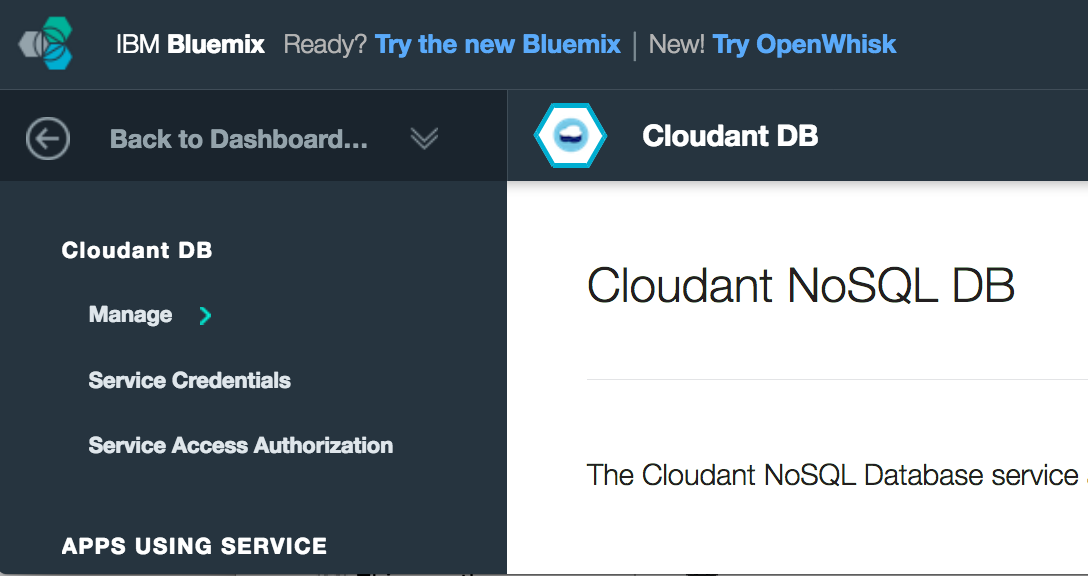 IBM Bluemix Ready? Try the new Bluemix | New! Try OpenWhisk
Back to Dashboard...
Cloudant DB
Cloudant DB
Manage
Service Credentials
Service Access Authorization
APPS USING SERVICE
Cloudant NoSQL DB
The Cloudant NoSQL Database service